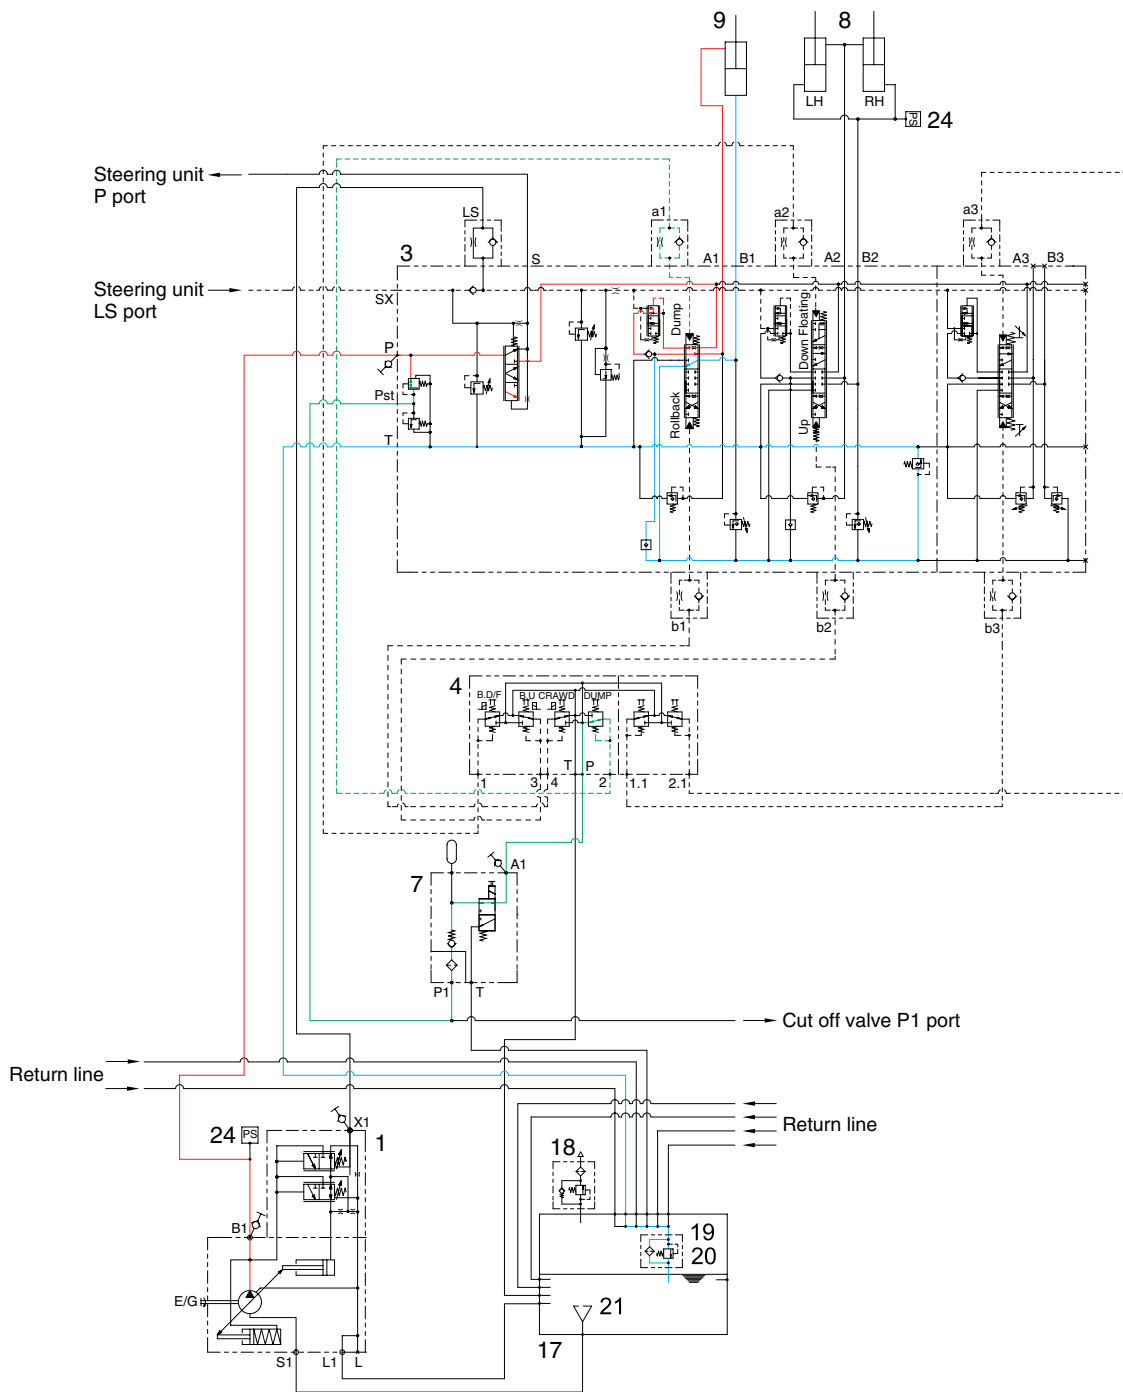 9
8
LH
RH
PS
24
Steering unit
P port
LS
a1
a2
a3
3
S
A1
B1
A2
B2
A3
B3
Steering unit
LS port
SX
Dump
Down Floating
P
Pst
Rollback
Up
T
b1
b2
b3
4
B.D/F
B.U
CRAWD
DUMP
T
P
1
3
4
2
1.1
2.1
7
A1
P1
T
Cut off valve P1 port
Return line
X1
24
PS
1
18
Return line
B1
19
20
E/G
21
17
S1
L1
L